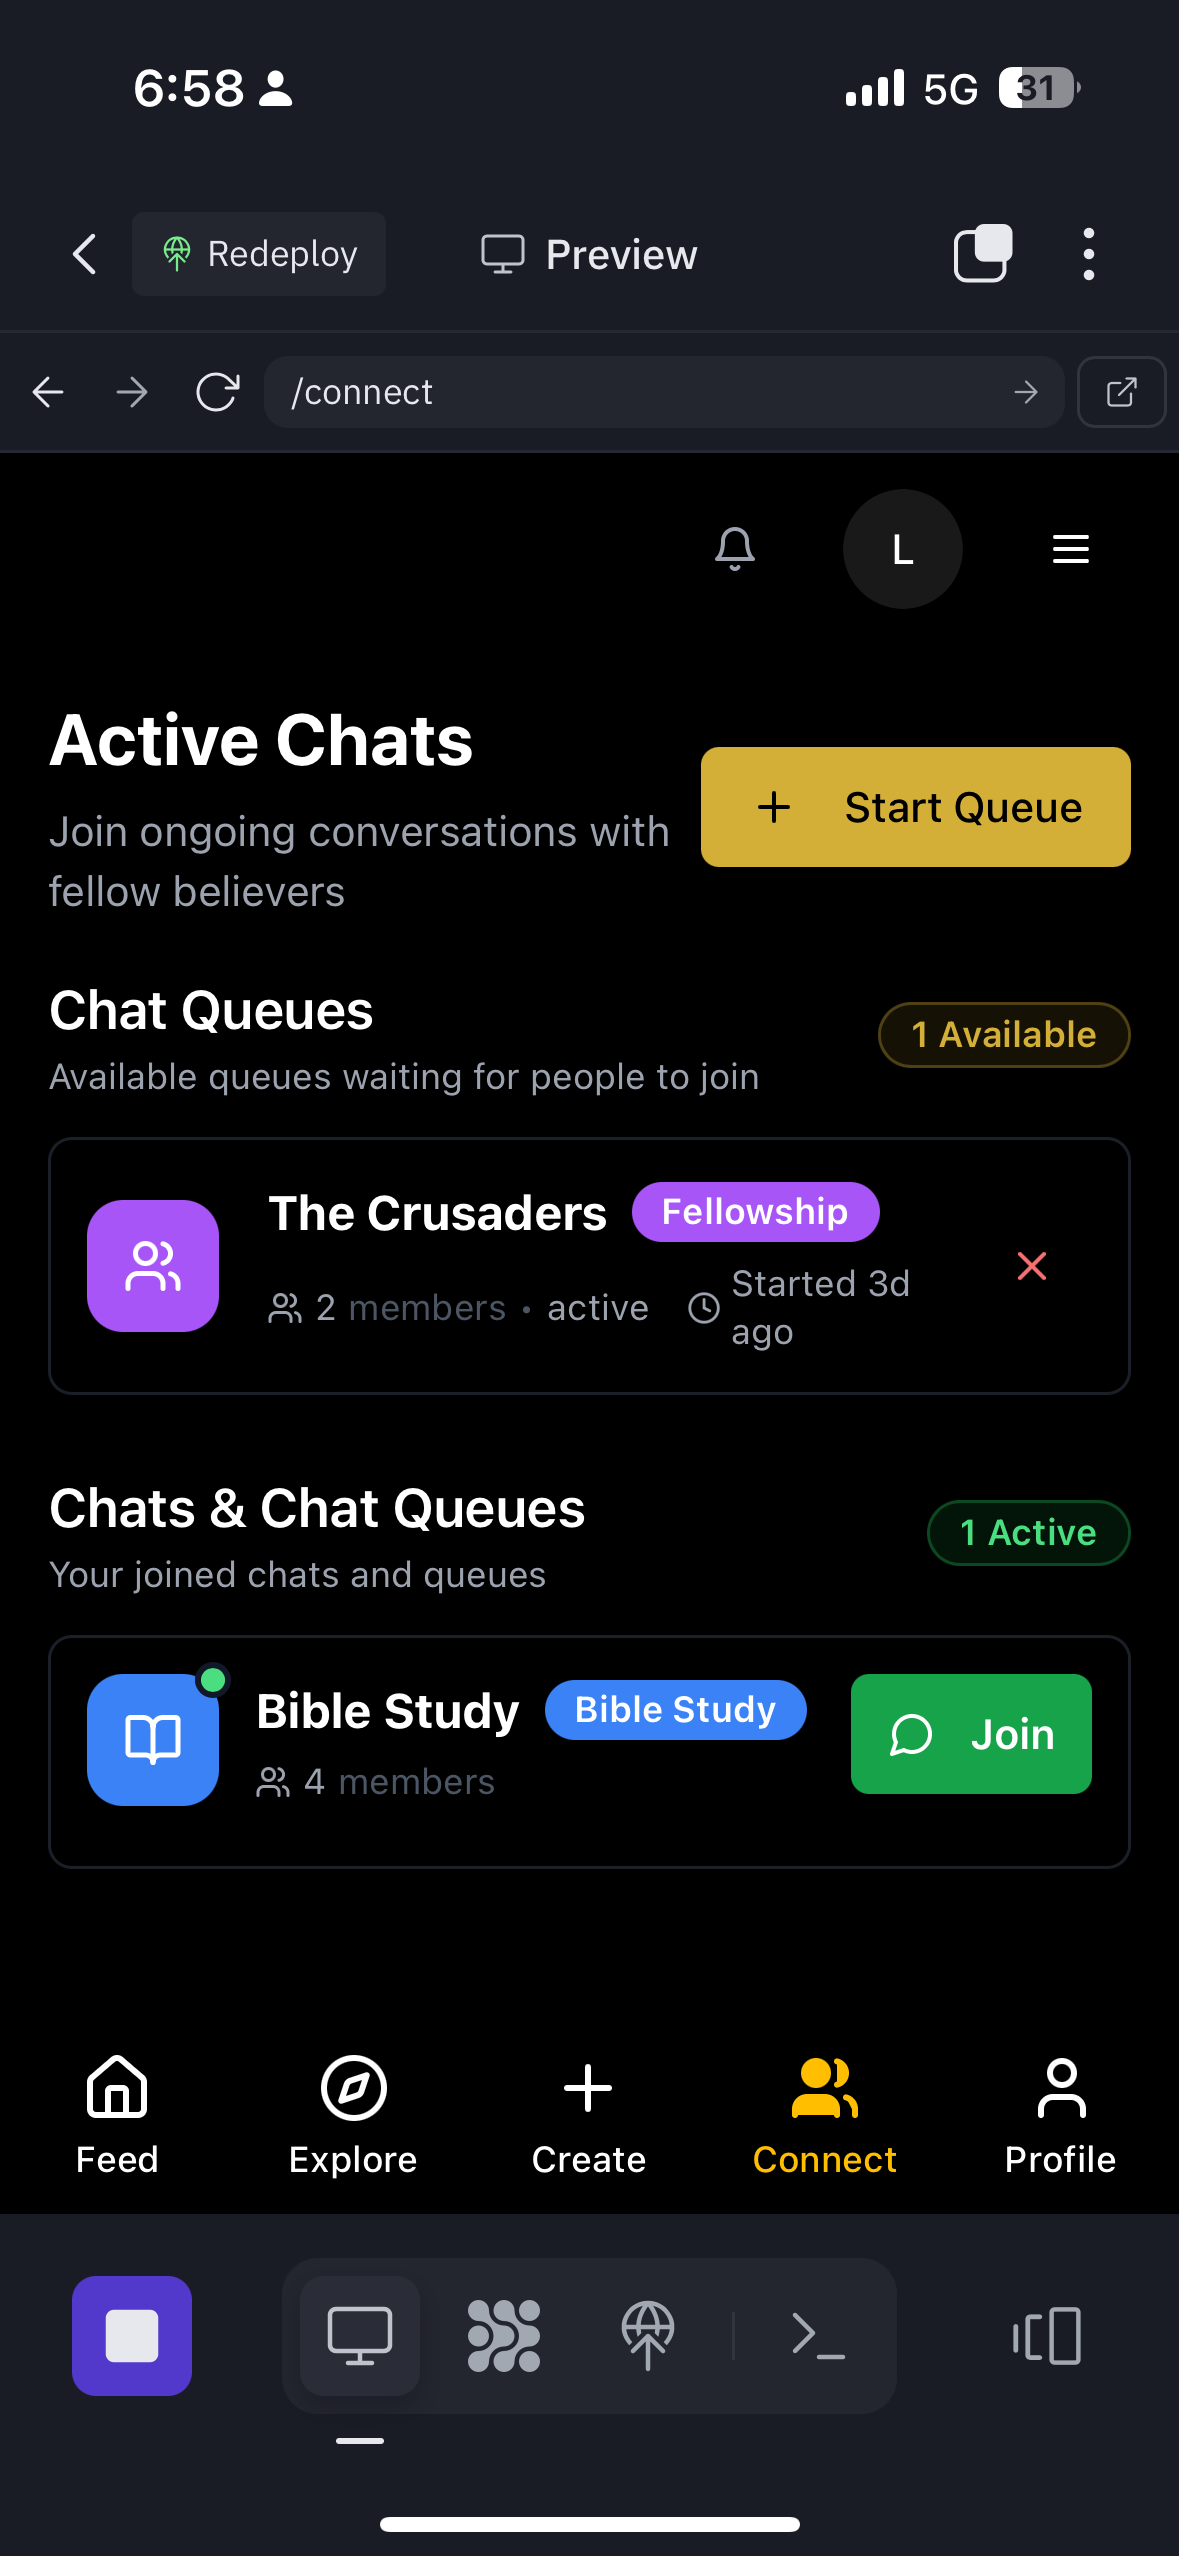 6:58
5G
31
Redeploy
Preview
/connect
L
Active Chats
Join ongoing conversations with
fellow believers
Start Queue
Chat Queues
Available queues waiting for people to join
1 Available
The Crusaders
Fellowship
2 members • active
Started 3d
ago
Chats & Chat Queues
Your joined chats and queues
1 Active
Bible Study
Bible Study
4 members
Join
Feed
Explore
Create
Connect
Profile